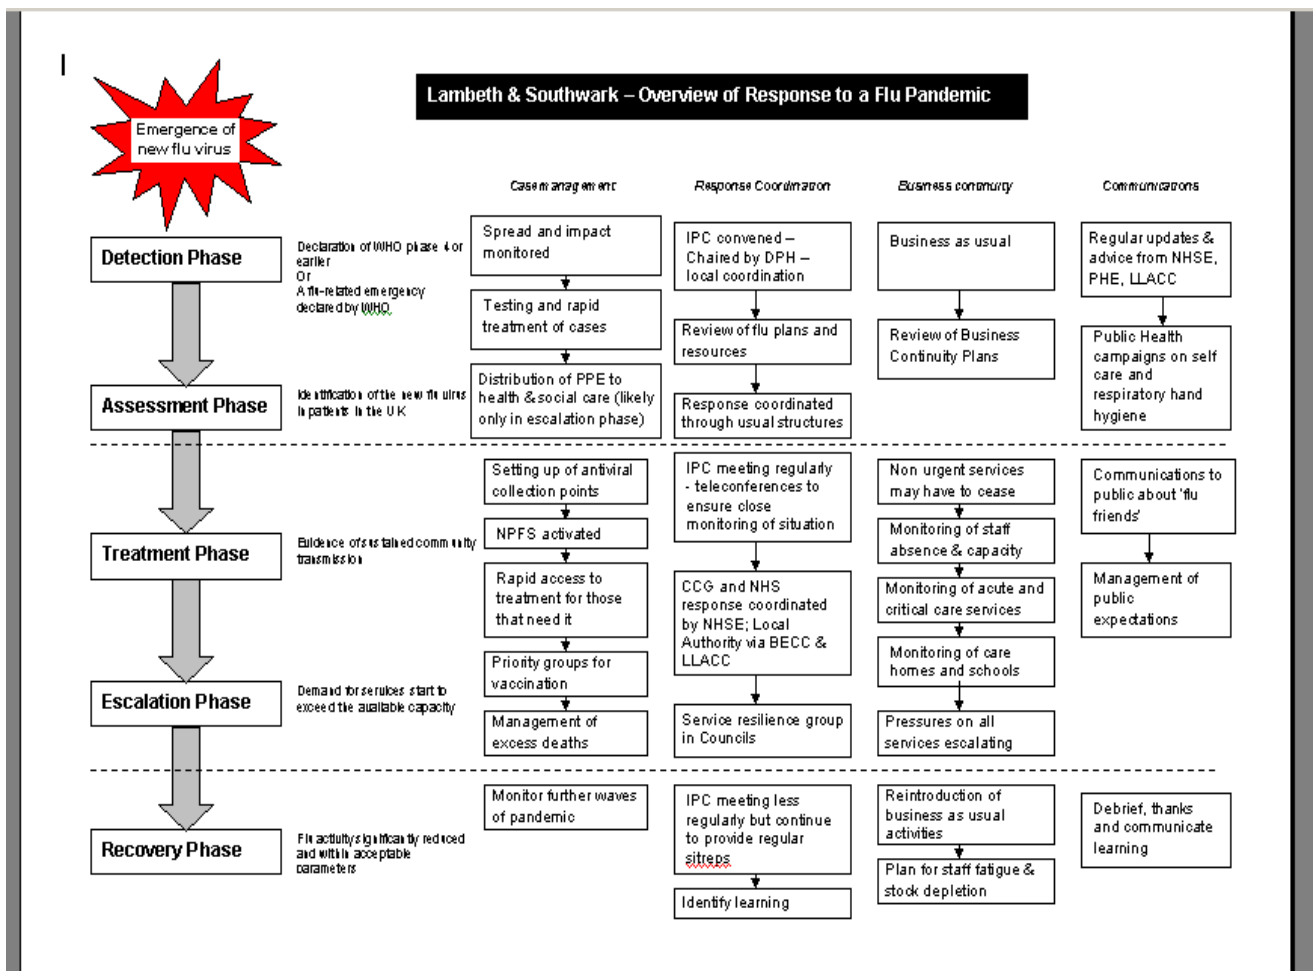 Lambeth & Southwark – Overview of Response to a Flu Pandemic
Emergence of
new flu virus
Case management
Response Coordination
Business continuity
Communications
Detection Phase
Declaration of WHO phase 4 or
earlier
Or
A flu-related emergency
declared by WHO
Spread and impact
monitored
Testing and rapid
treatment of cases
IPC convened –
Chaired by DPH –
local coordination
Review of flu plans and
resources
Business as usual
Review of Business
Continuity Plans
Regular updates &
advice from NHSE,
PHE, LLACC
Public Health
campaigns on self
care and
respiratory hand
hygiene
Assessment Phase
Identification of the new flu virus
in patients in the UK
Distribution of PPE to
health & social care (likely
only in escalation phase)
Response coordinated
through usual structures
Treatment Phase
Evidence of sustained community
transmission
Setting up of antiviral
collection points
NPFS activated
Rapid access to
treatment for those
that need it
Priority groups for
vaccination
Management of
excess deaths
IPC meeting regularly
- teleconferences to
ensure close
monitoring of situation
CCG and NHS
response coordinated
by NHSE; Local
Authority via BECC &
LLACC
Service resilience group
in Councils
Non urgent services
may have to cease
Monitoring of staff
absence & capacity
Monitoring of acute and
critical care services
Monitoring of care
homes and schools
Pressures on all
services escalating
Communications to
public about 'flu
friends'
Management of
public
expectations
Escalation Phase
Demand for services start to
exceed the available capacity
Recovery Phase
Flu activity significantly reduced
and within acceptable
parameters
Monitor further waves
of pandemic
IPC meeting less
regularly but continue
to provide regular
sitreps
Identify learning
Reintroduction of
business as usual
activities
Plan for staff fatigue &
stock depletion
Debrief, thanks
and communicate
learning